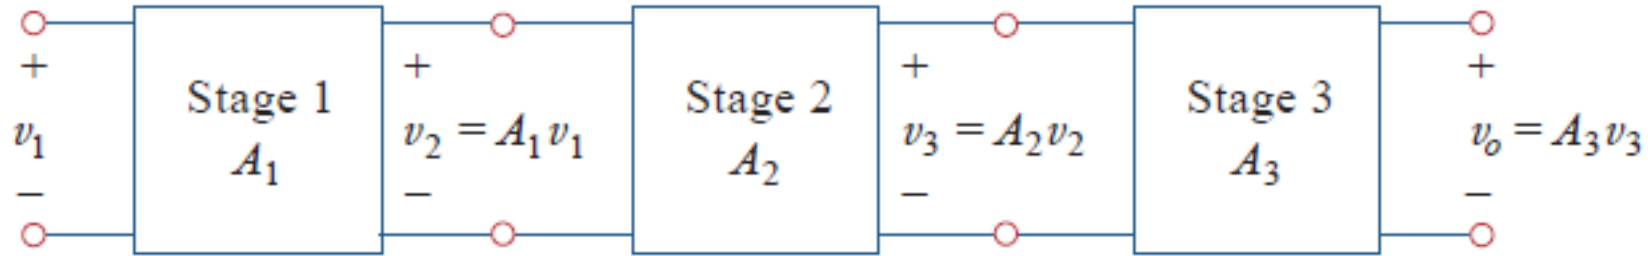 + + + +
Stage 1 Stage 2 Stage 3
v₁ v₂ = A₁v₁ v₃ = A₂v₂ vₒ = A₃v₃
A₁ A₂ A₃
− − − −